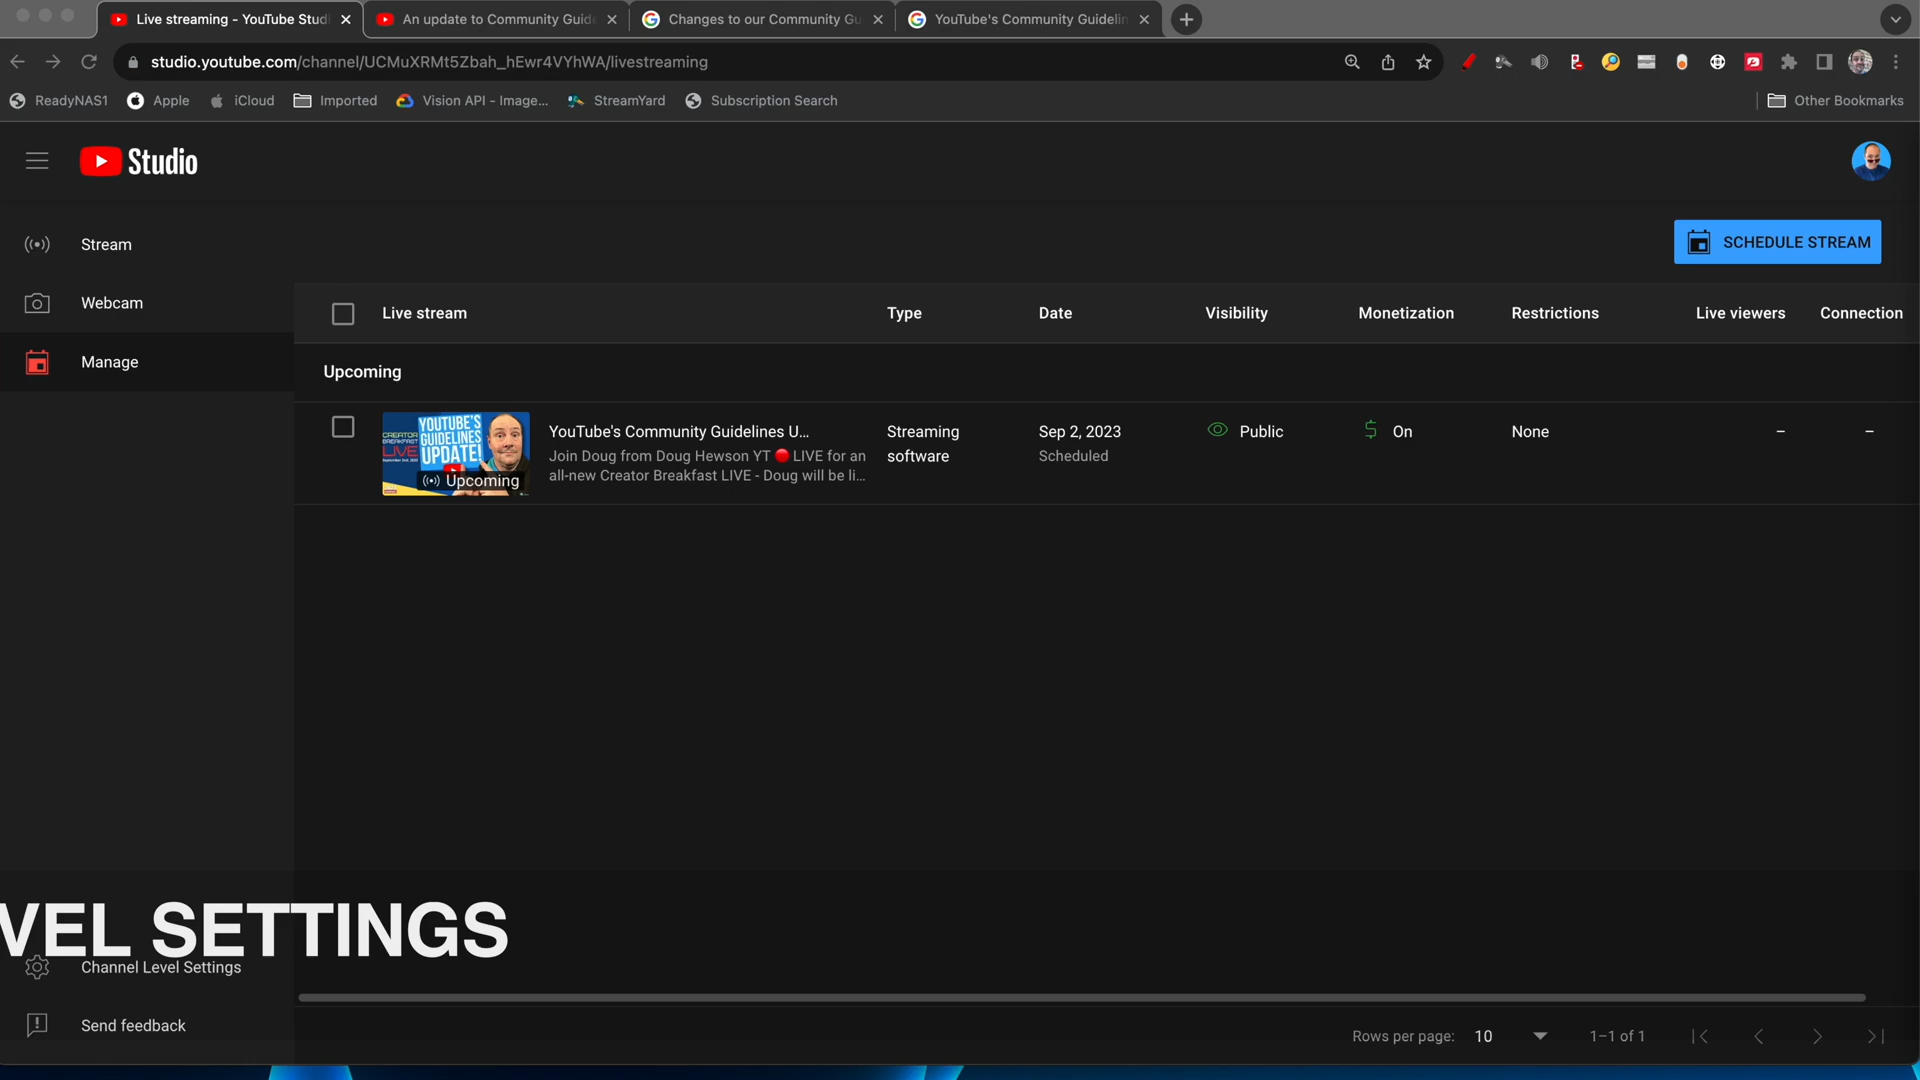 Live streaming - YouTube Studi
An update to Community Guide
Changes to our Community Gu
YouTube's Community Guidelin
studio.youtube.com/channel/UCMuXRMt5Zbah_hEwr4VYhWA/livestreaming
ReadyNAS1
Apple
iCloud
Imported
Vision API - Image...
StreamYard
Subscription Search
Other Bookmarks
Studio
Stream
SCHEDULE STREAM
Webcam
Manage
Live stream
Type
Date
Visibility
Monetization
Restrictions
Live viewers
Connection
Upcoming
YOUTUBE'S
GUIDELINES
UPDATE!
CREATOR
BREAKFAST
LIVE
Upcoming
YouTube's Community Guidelines U...
Join Doug from Doug Hewson YT 🔴 LIVE for an
all-new Creator Breakfast LIVE - Doug will be li...
Streaming
software
Sep 2, 2023
Scheduled
Public
On
None
–
–
VEL SETTINGS
Channel Level Settings
Send feedback
Rows per page: 10
1–1 of 1